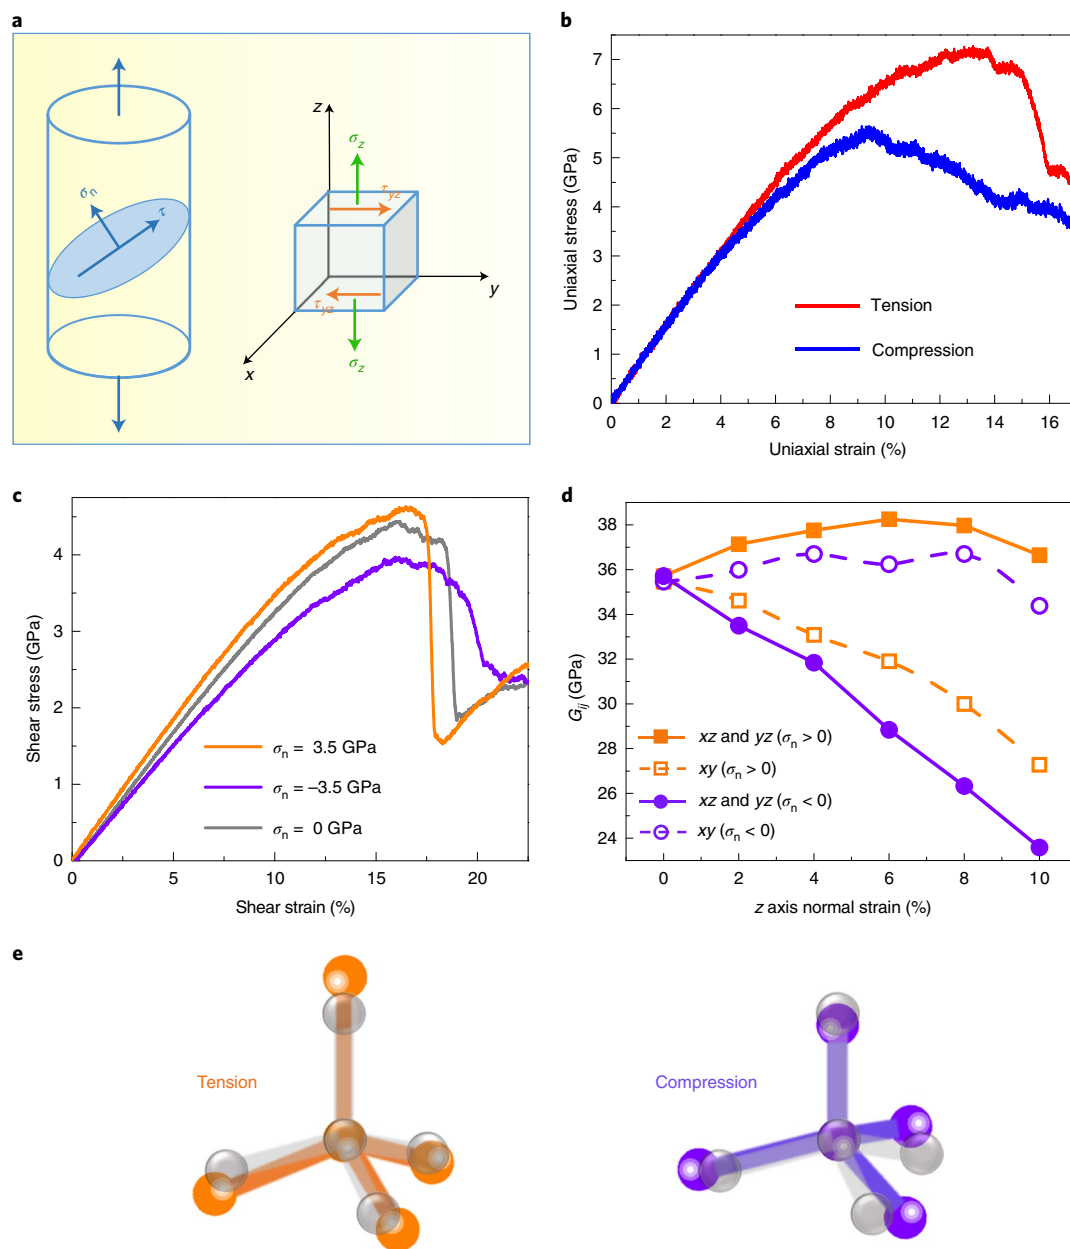 a
σn
τ
z
σz
τyz
y
τyz
σz
x
b
Uniaxial stress (GPa)
7
6
5
4
3
2
1
0
Tension
Compression
0 2 4 6 8 10 12 14 16
Uniaxial strain (%)
c
Shear stress (GPa)
4
3
2
1
0
σn = 3.5 GPa
σn = –3.5 GPa
σn = 0 GPa
0 5 10 15 20
Shear strain (%)
d
Gij (GPa)
38
36
34
32
30
28
26
24
xz and yz (σn > 0)
xy (σn > 0)
xz and yz (σn < 0)
xy (σn < 0)
0 2 4 6 8 10
z axis normal strain (%)
e
Tension
Compression